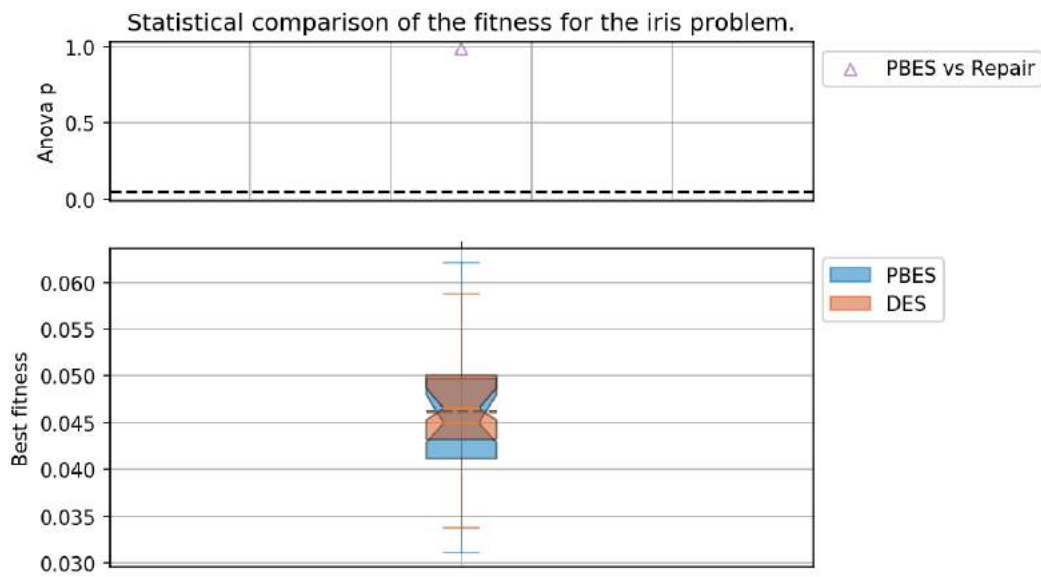 Statistical comparison of the fitness for the iris problem.
1.0
0.5
0.0
Anova p
PBES vs Repair
0.060
0.055
0.050
0.045
0.040
0.035
0.030
Best fitness
PBES
DES